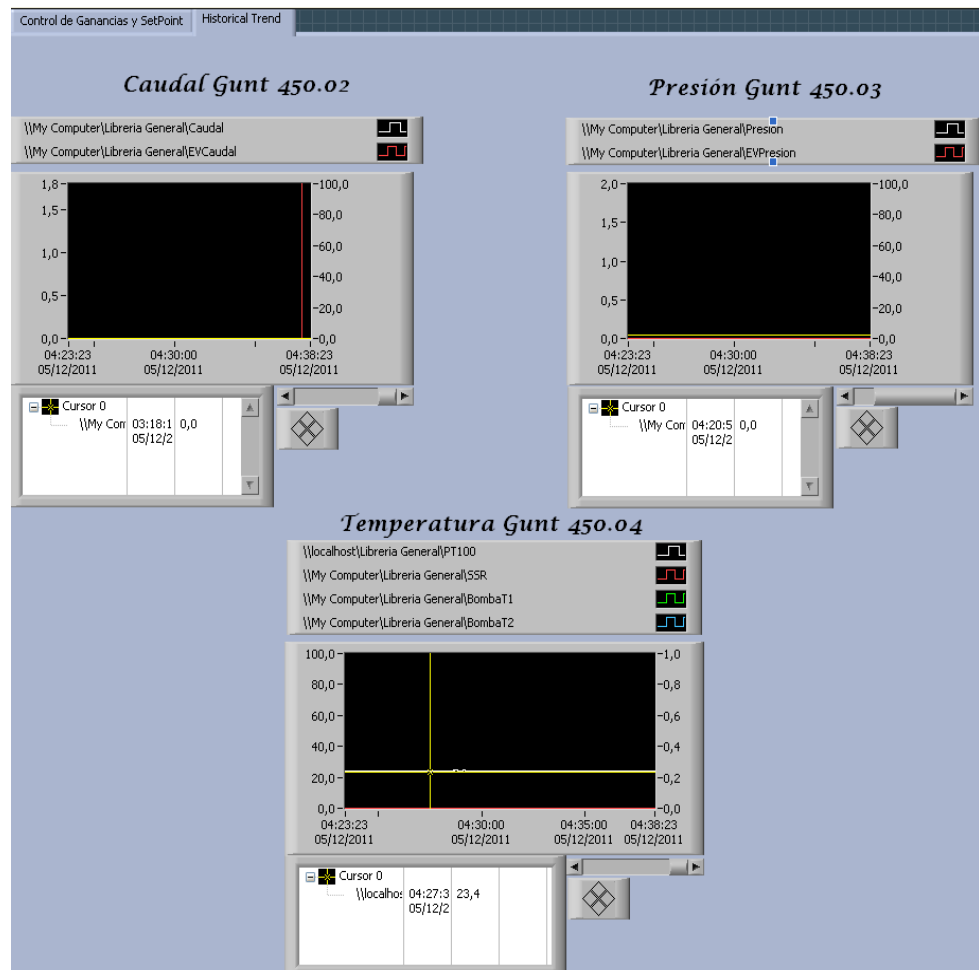 Control de Ganancias y SetPoint
Historical Trend
Caudal Gunt 450.02
\\My Computer\Libreria General\Caudal
\\My Computer\Libreria General\EVCaudal
1,8
1,5
1,0
0,5
0,0
100,0
80,0
60,0
40,0
20,0
0,0
04:23:23 04:30:00 04:38:23
05/12/2011 05/12/2011 05/12/2011
Cursor 0
\\My Con 03:18:1 0,0
05/12/2
Presión Gunt 450.03
\\My Computer\Libreria General\Presion
\\My Computer\Libreria General\EVPresion
2,0
1,5
1,0
0,5
0,0
100,0
80,0
60,0
40,0
20,0
0,0
04:23:23 04:30:00 04:38:23
05/12/2011 05/12/2011 05/12/2011
Cursor 0
\\My Con 04:20:5 0,0
05/12/2
Temperatura Gunt 450.04
\\localhost\Libreria General\PT100
\\My Computer\Libreria General\SSR
\\My Computer\Libreria General\BombaT1
\\My Computer\Libreria General\BombaT2
100,0
80,0
60,0
40,0
20,0
0,0
1,0
0,8
0,6
0,4
0,2
0,0
04:23:23 04:30:00 04:35:00 04:38:23
05/12/2011 05/12/2011 05/12/2011 05/12/2011
Cursor 0
\\localhos 04:27:3 23,4
05/12/2